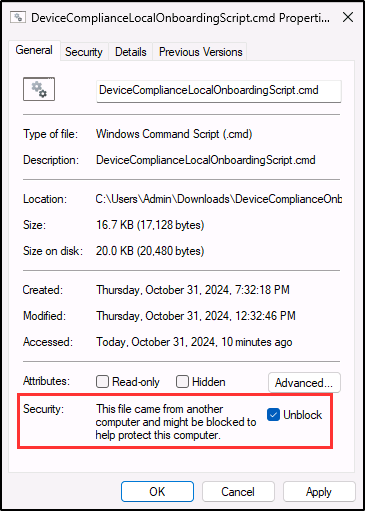 DeviceComplianceLocalOnboardingScript.cmd Properti...
General Security Details Previous Versions
DeviceComplianceLocalOnboardingScript.cmd
Type of file: Windows Command Script (.cmd)
Description: DeviceComplianceLocalOnboardingScript.cmd
Location: C:\Users\Admin\Downloads\DeviceComplianceOnb
Size: 16.7 KB (17,128 bytes)
Size on disk: 20.0 KB (20,480 bytes)
Created: Thursday, October 31, 2024, 7:32:18 PM
Modified: Thursday, October 31, 2024, 12:32:46 PM
Accessed: Today, October 31, 2024, 10 minutes ago
Attributes: Read-only Hidden Advanced...
Security: This file came from another
computer and might be blocked to
help protect this computer.
Unblock
OK Cancel Apply